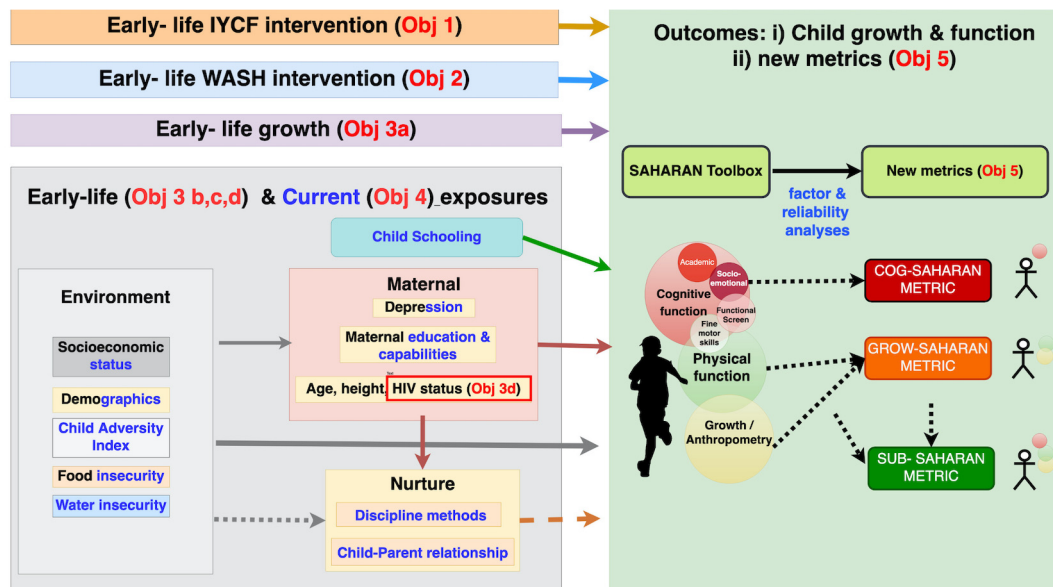 Early- life IYCF intervention (Obj 1)
Early- life WASH intervention (Obj 2)
Early- life growth (Obj 3a)
Early-life (Obj 3 b,c,d) & Current (Obj 4) exposures
Child Schooling
Environment
Socioeconomic
status
Demographics
Child Adversity
Index
Food insecurity
Water insecurity
Maternal
Depression
Maternal education &
capabilities
Age, height, HIV status (Obj 3d)
Nurture
Discipline methods
Child-Parent relationship
Outcomes: i) Child growth & function
ii) new metrics (Obj 5)
SAHARAN Toolbox
New metrics (Obj 5)
factor &
reliability
analyses
Academic
Socio-
emotional
Cognitive
function
Functional
Screen
Fine
motor
skills
Physical
function
Growth /
Anthropometry
COG-SAHARAN
METRIC
GROW-SAHARAN
METRIC
SUB- SAHARAN
METRIC